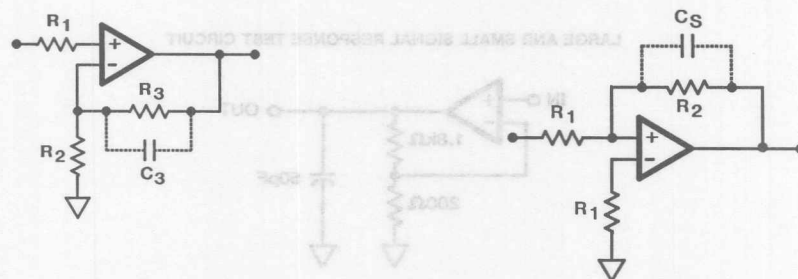 R1
+
−
R3
R2
C3
LARGE AND SMALL SIGNAL RESPONSE TEST CIRCUIT
IN
+
−
OUT
1.8kΩ
50pF
200Ω
CS
R2
R1
+
−
R1